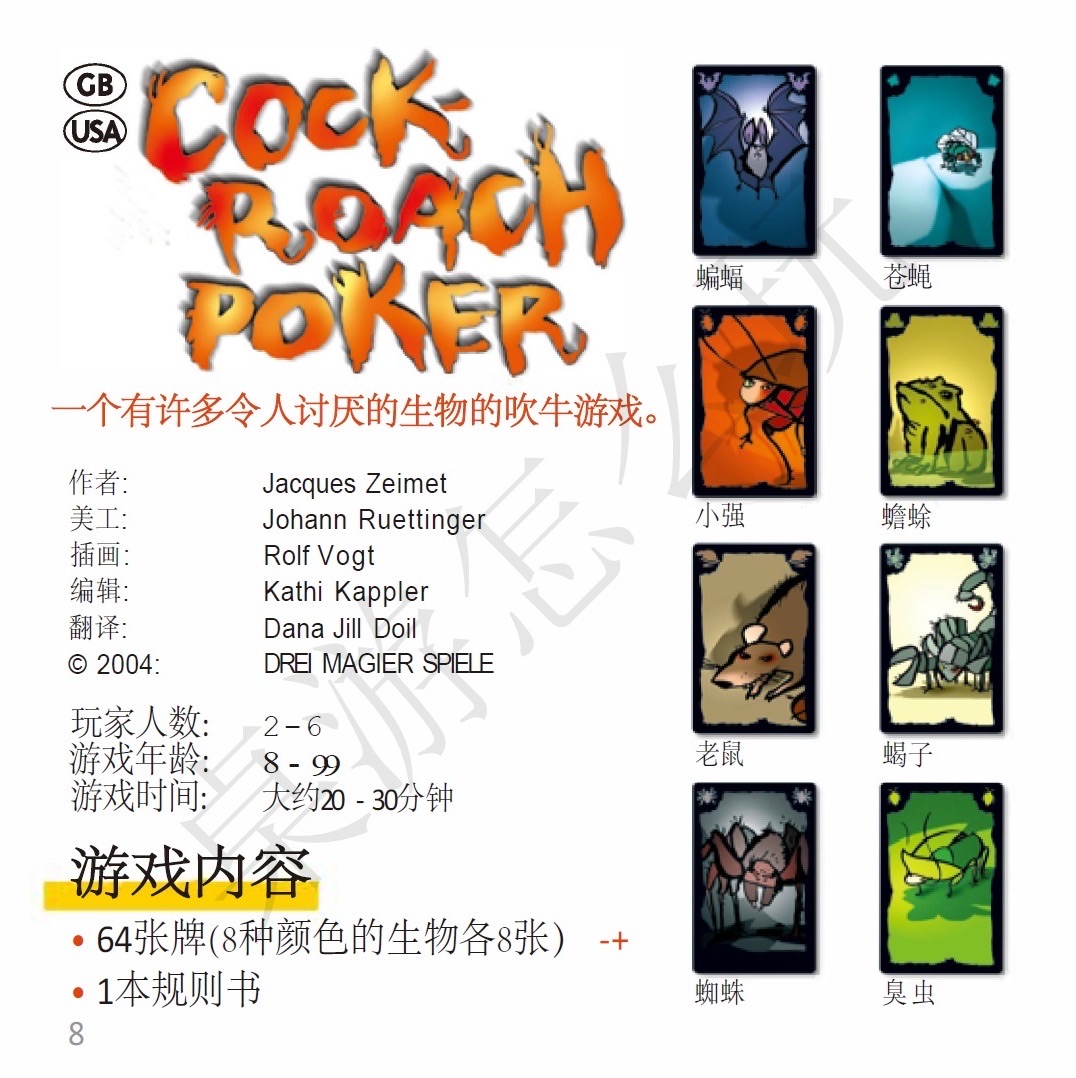 GB
USA
COCK-
ROACH
POKER
一个有许多令人讨厌的生物的吹牛游戏。
作者: Jacques Zeimet
美工: Johann Ruettinger
插画: Rolf Vogt
编辑: Kathi Kappler
翻译: Dana Jill Doil
© 2004: DREI MAGIER SPIELE
玩家人数: 2 – 6
游戏年龄: 8 - 99
游戏时间: 大约20 - 30分钟
游戏内容
• 64张牌(8种颜色的生物各8张) -+
• 1本规则书
8
蝙蝠
苍蝇
小强
蟾蜍
老鼠
蝎子
蜘蛛
臭虫
莫游怎么玩